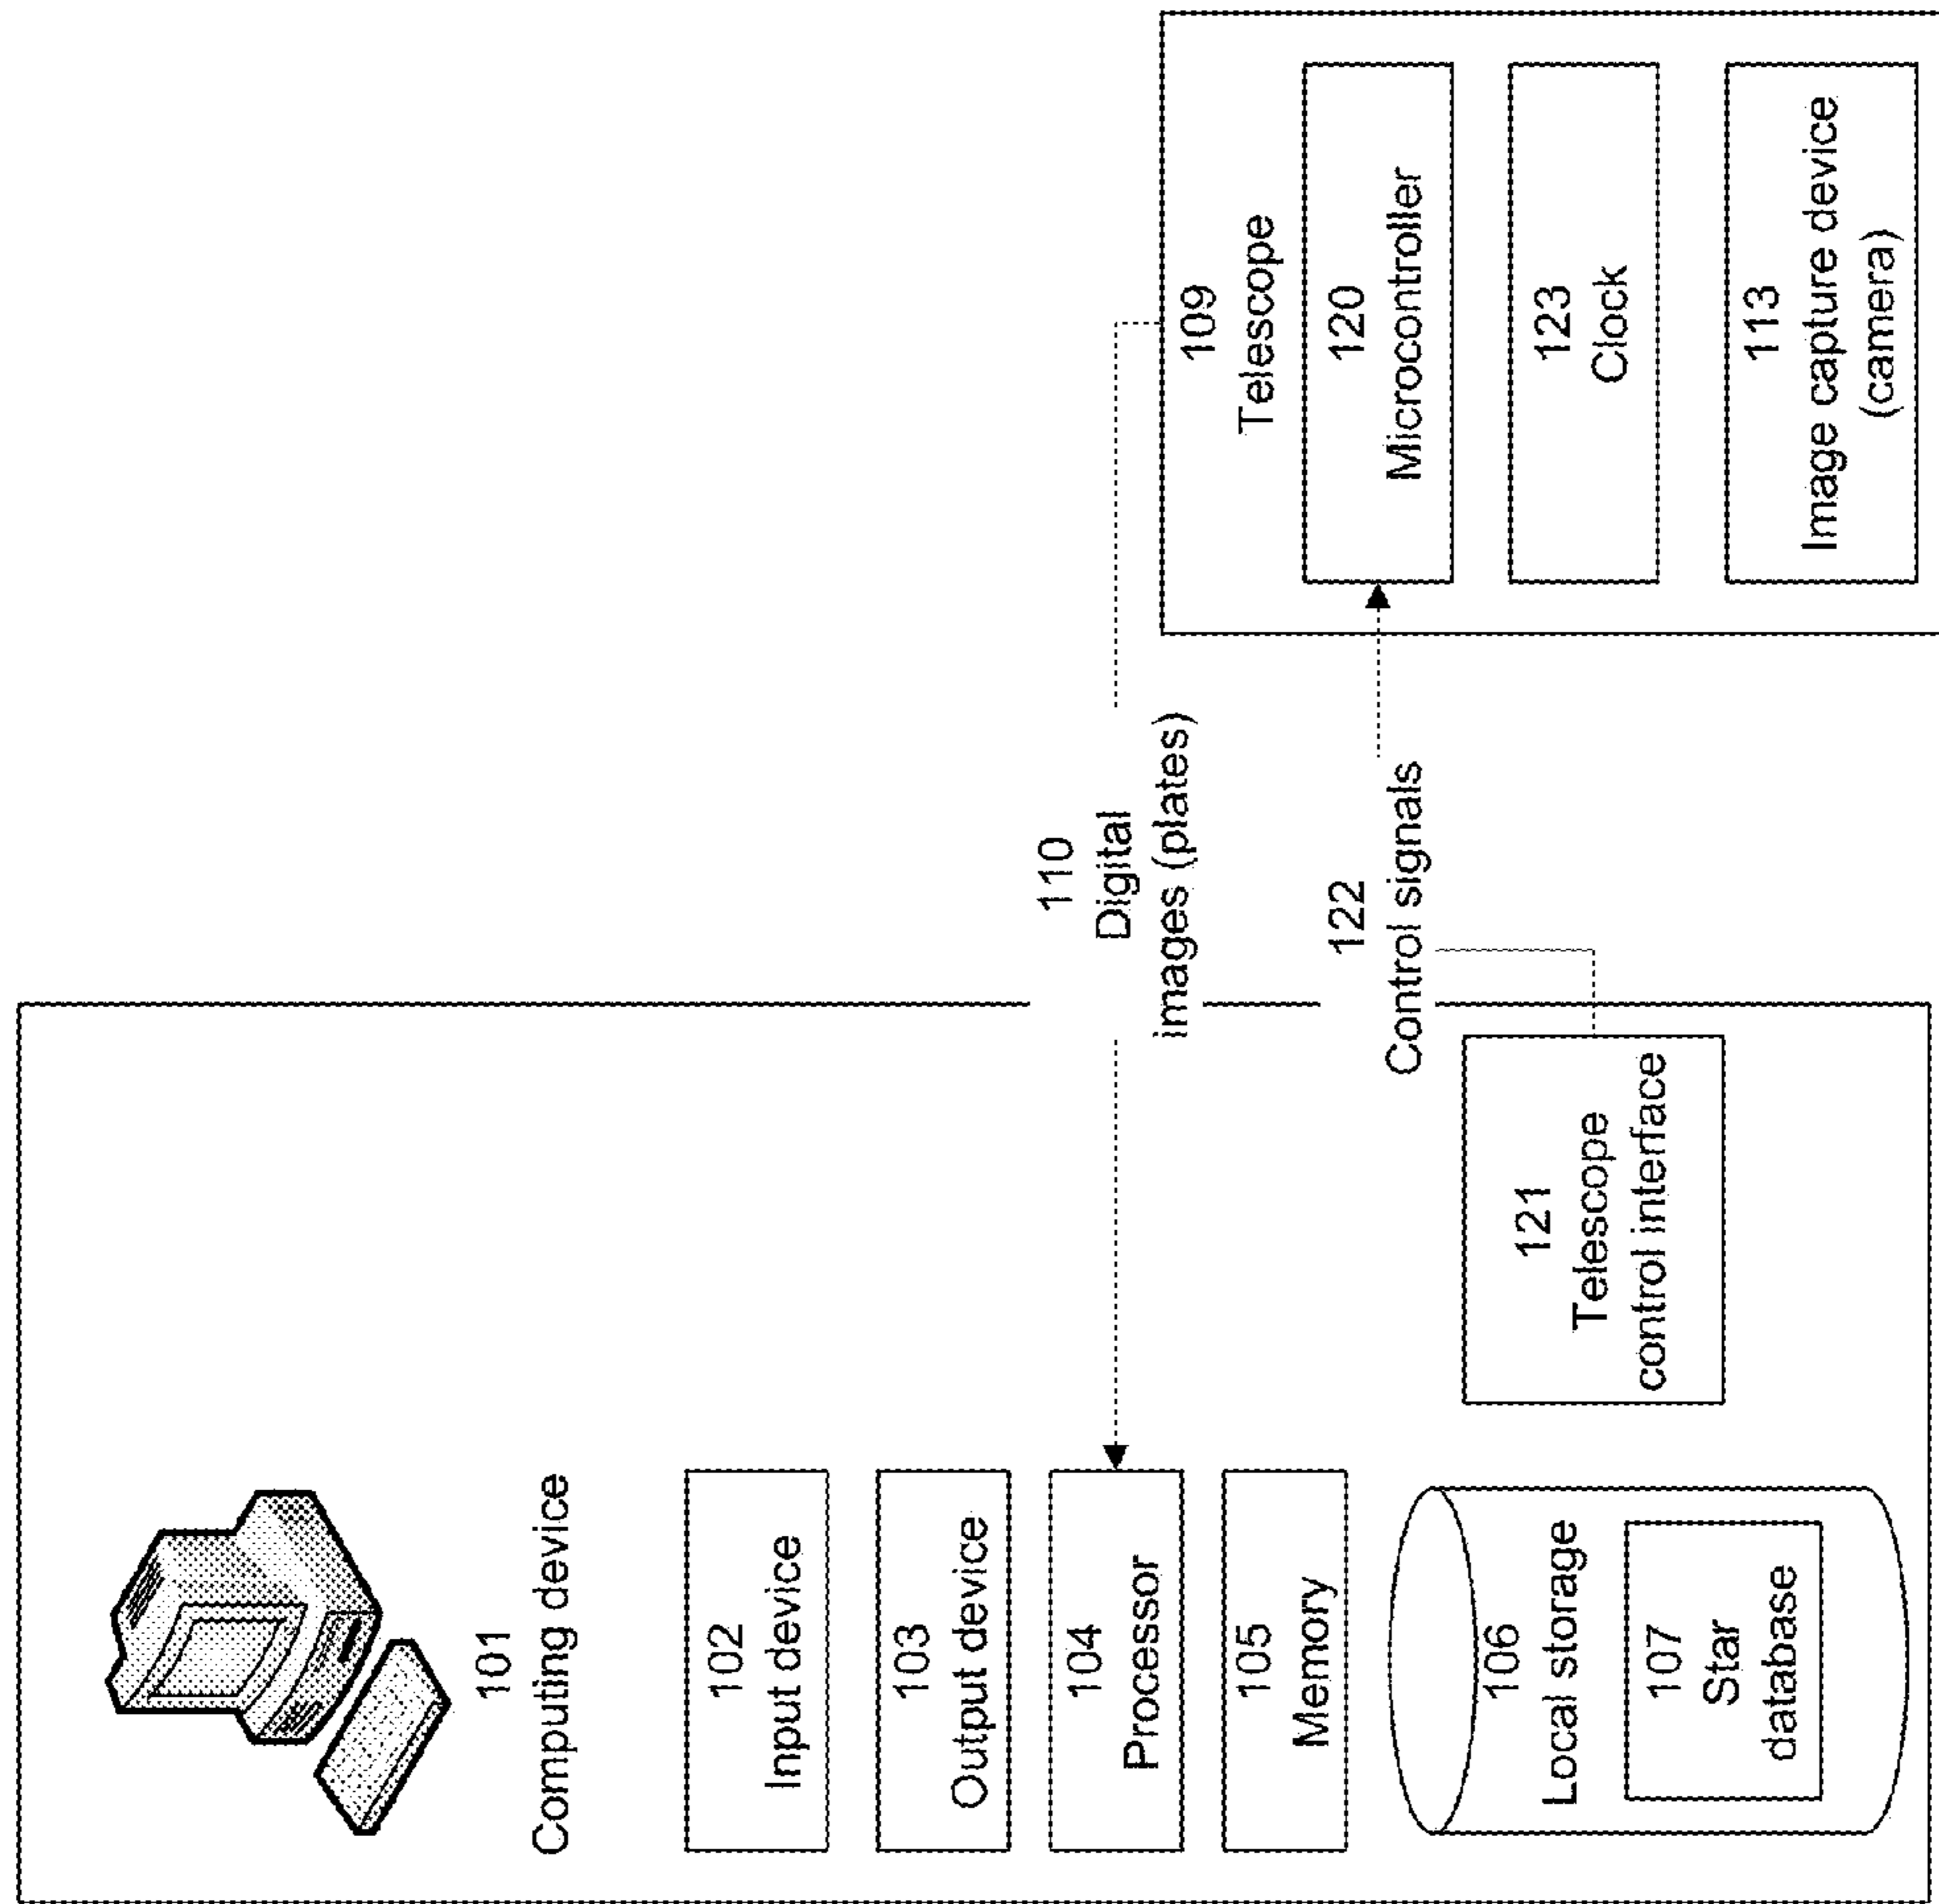 101
Computing device
102
Input device
103
Output device
104
Processor
105
Memory
106
Local storage
107
Star
database
121
Telescope
control interface
110
Digital
images (plates)
122
Control signals
109
Telescope
120
Microcontroller
123
Clock
113
Image capture device
(camera)